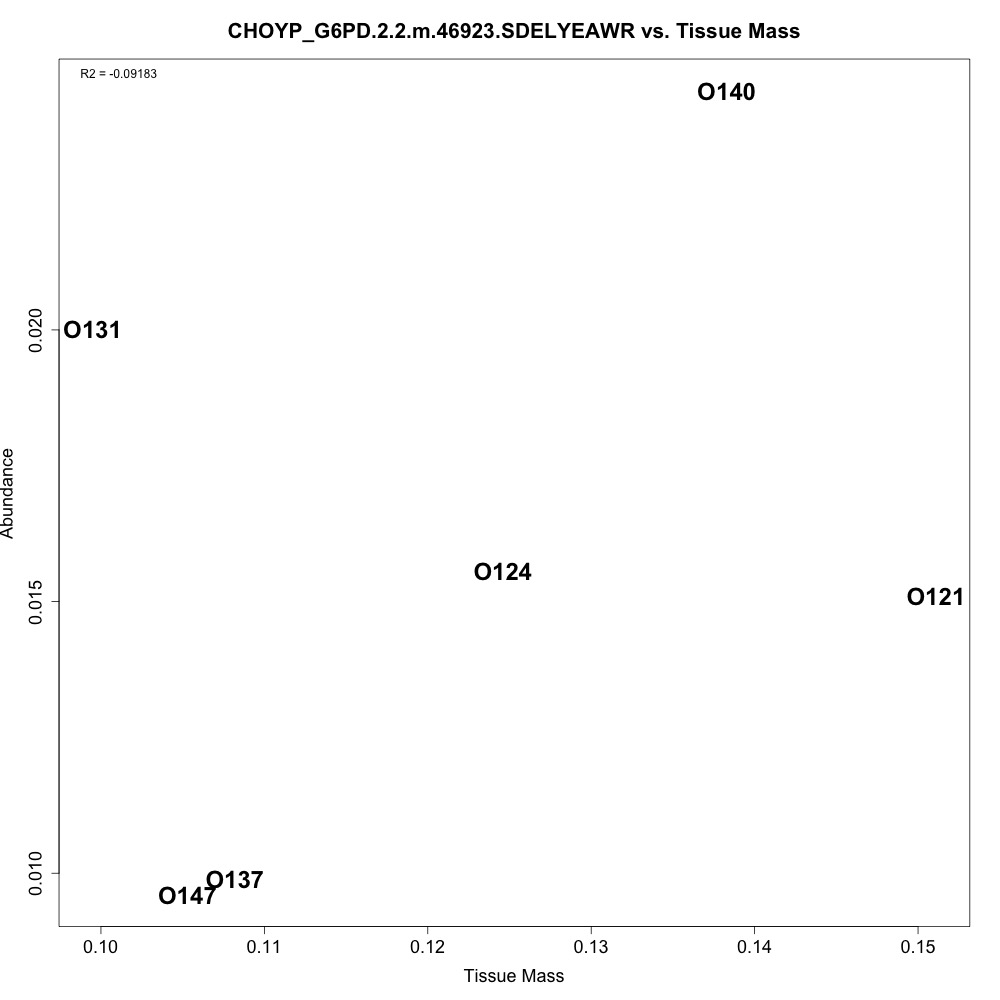 CHOYP_G6PD.2.2.m.46923.SDELYEAWR vs. Tissue Mass
R2 = -0.09183
O140
0.020
O131
Abundance
O124
0.015
O121
0.010
O137
O147
0.10 0.11 0.12 0.13 0.14 0.15
Tissue Mass